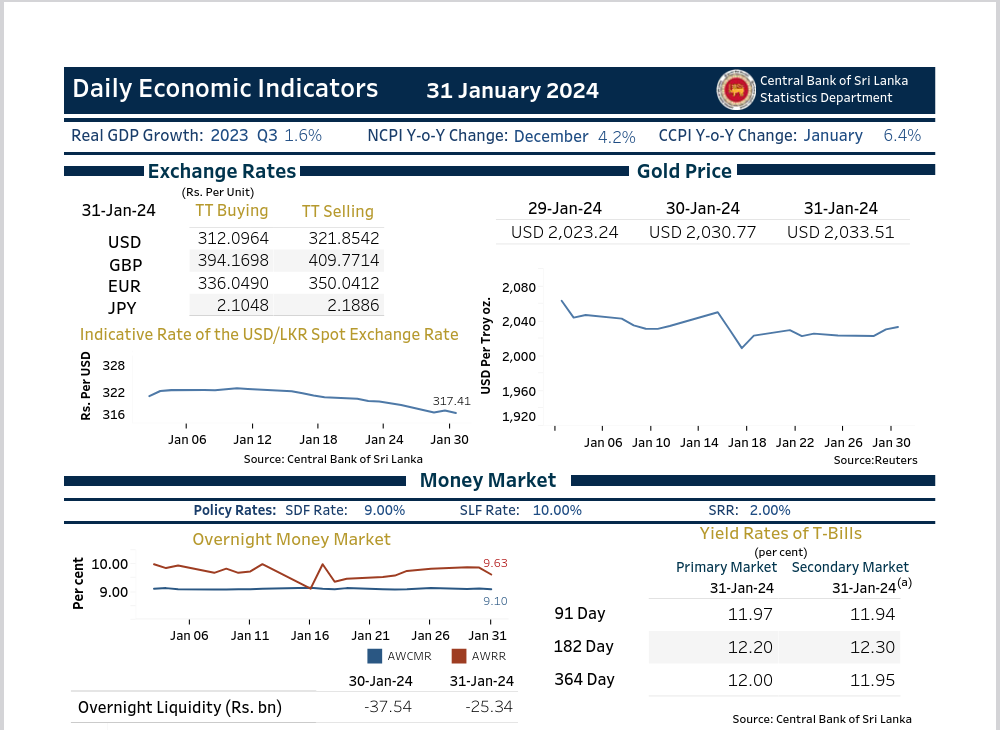 Daily Economic Indicators 31 January 2024
Central Bank of Sri Lanka
Statistics Department
Real GDP Growth: 2023 Q3 1.6% NCPI Y-o-Y Change: December 4.2% CCPI Y-o-Y Change: January 6.4%
Exchange Rates
(Rs. Per Unit)
31-Jan-24 TT Buying TT Selling
USD 312.0964 321.8542
GBP 394.1698 409.7714
EUR 336.0490 350.0412
JPY 2.1048 2.1886
Indicative Rate of the USD/LKR Spot Exchange Rate
Rs. Per USD
328
322
316
317.41
Jan 06 Jan 12 Jan 18 Jan 24 Jan 30
Source: Central Bank of Sri Lanka
Gold Price
29-Jan-24 30-Jan-24 31-Jan-24
USD 2,023.24 USD 2,030.77 USD 2,033.51
USD Per Troy oz.
2,080
2,040
2,000
1,960
1,920
Jan 06 Jan 10 Jan 14 Jan 18 Jan 22 Jan 26 Jan 30
Source:Reuters
Money Market
Policy Rates: SDF Rate: 9.00% SLF Rate: 10.00% SRR: 2.00%
Overnight Money Market
Per cent
10.00
9.00
9.63
9.10
Jan 06 Jan 11 Jan 16 Jan 21 Jan 26 Jan 31
AWCMR AWRR
30-Jan-24 31-Jan-24
Overnight Liquidity (Rs. bn) -37.54 -25.34
Yield Rates of T-Bills
(per cent)
Primary Market Secondary Market
31-Jan-24 31-Jan-24(a)
91 Day 11.97 11.94
182 Day 12.20 12.30
364 Day 12.00 11.95
Source: Central Bank of Sri Lanka